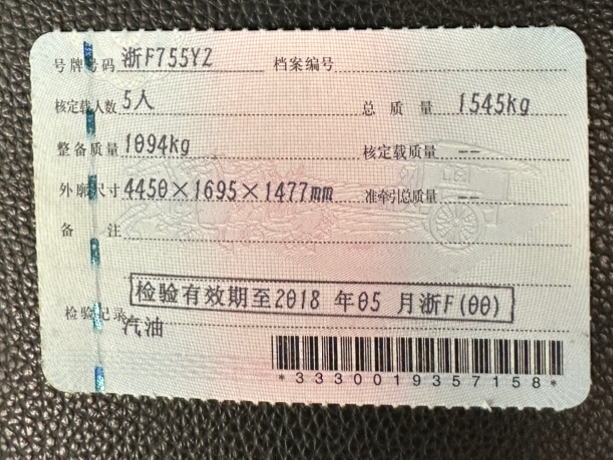 号牌号码 浙F755Y2 档案编号
核定载人数 5人 总质量 1545kg
整备质量 1094kg 核定载质量 --
外廓尺寸 4450×1695×1477mm 准牵引总质量 --
备注
检验有效期至2018 年05 月浙F(00)
检验记录
汽油
*3330019357158*